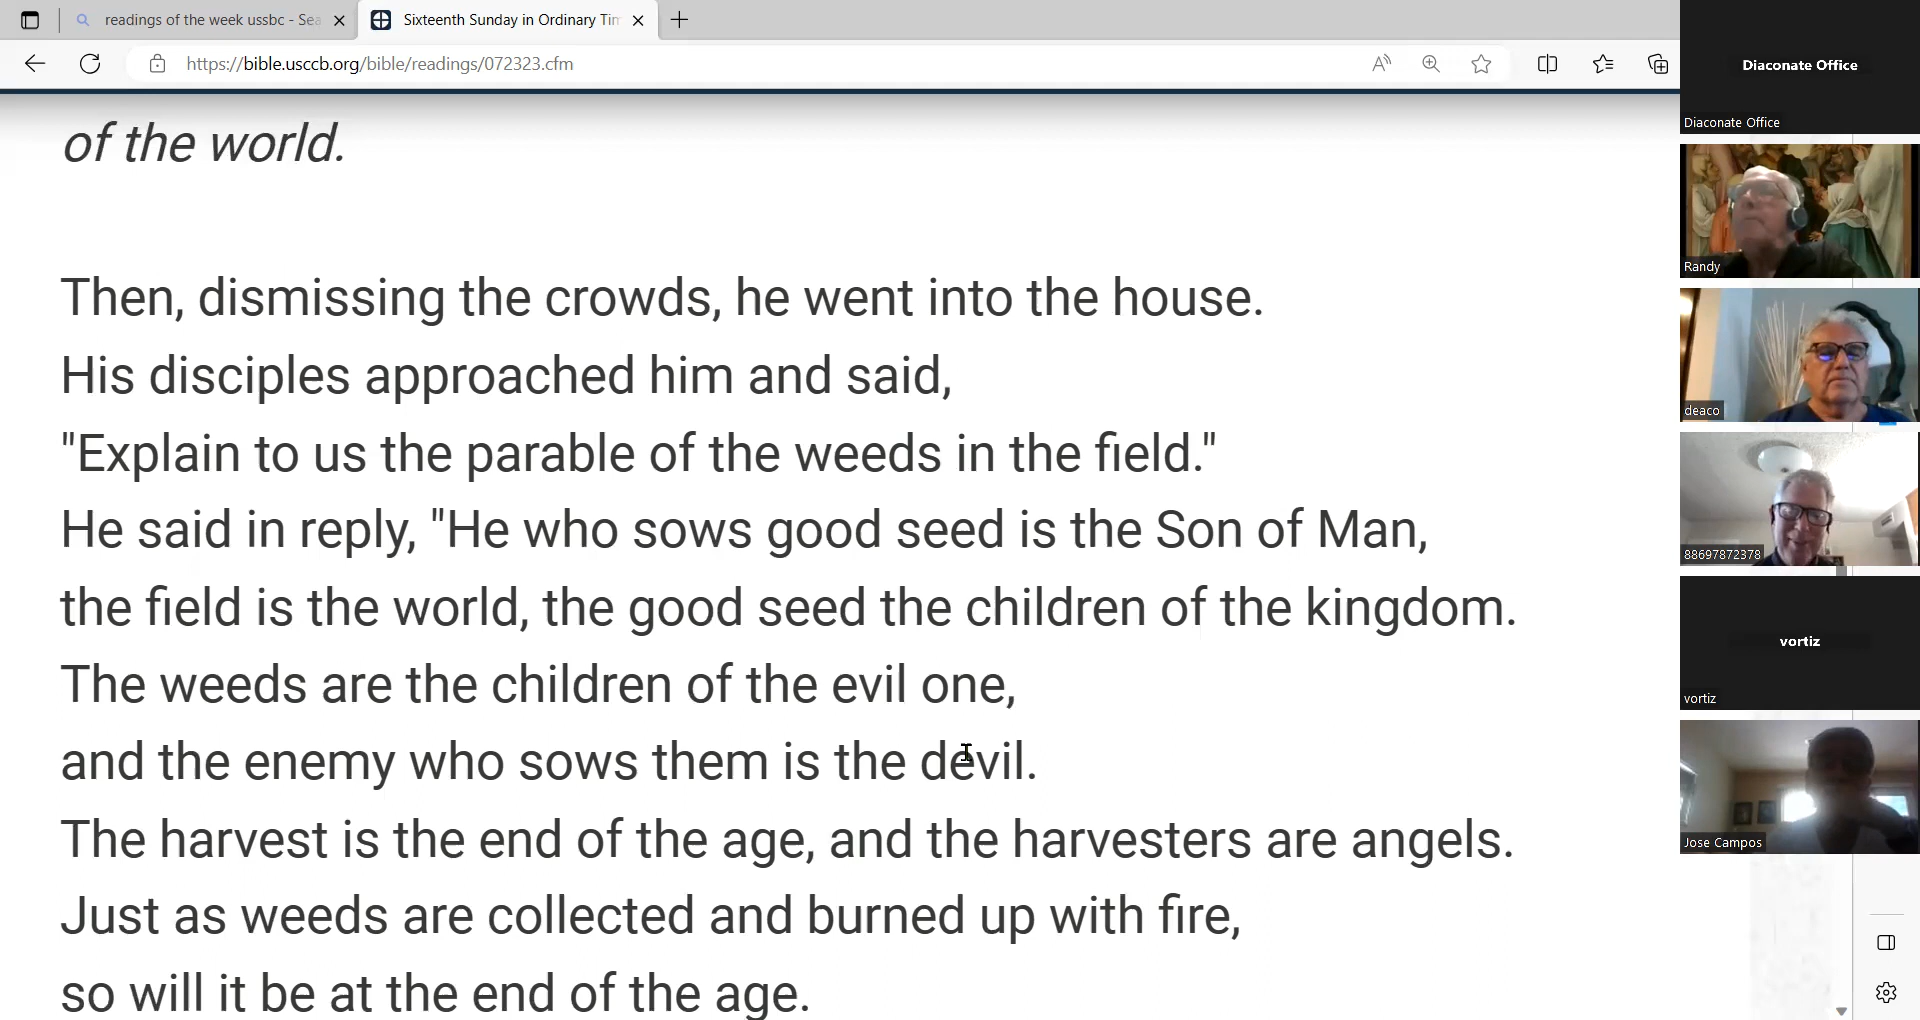 readings of the week ussbc - Sea
Sixteenth Sunday in Ordinary Tim
https://bible.usccb.org/bible/readings/072323.cfm
of the world.
Then, dismissing the crowds, he went into the house.
His disciples approached him and said,
"Explain to us the parable of the weeds in the field."
He said in reply, "He who sows good seed is the Son of Man,
the field is the world, the good seed the children of the kingdom.
The weeds are the children of the evil one,
and the enemy who sows them is the devil.
The harvest is the end of the age, and the harvesters are angels.
Just as weeds are collected and burned up with fire,
so will it be at the end of the age.
Diaconate Office
Diaconate Office
Randy
deaco
88697872378
vortiz
vortiz
Jose Campos